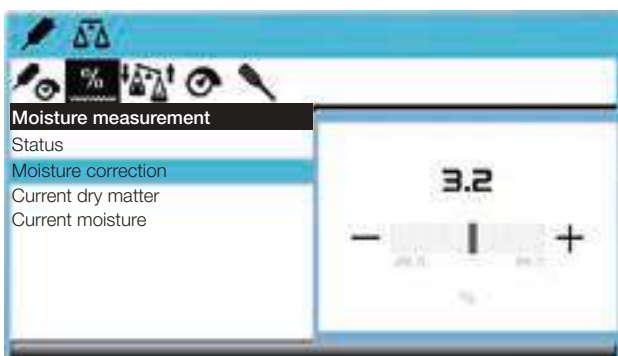 %
Moisture measurement
Status
Moisture correction
Current dry matter
Current moisture
3.2
− +